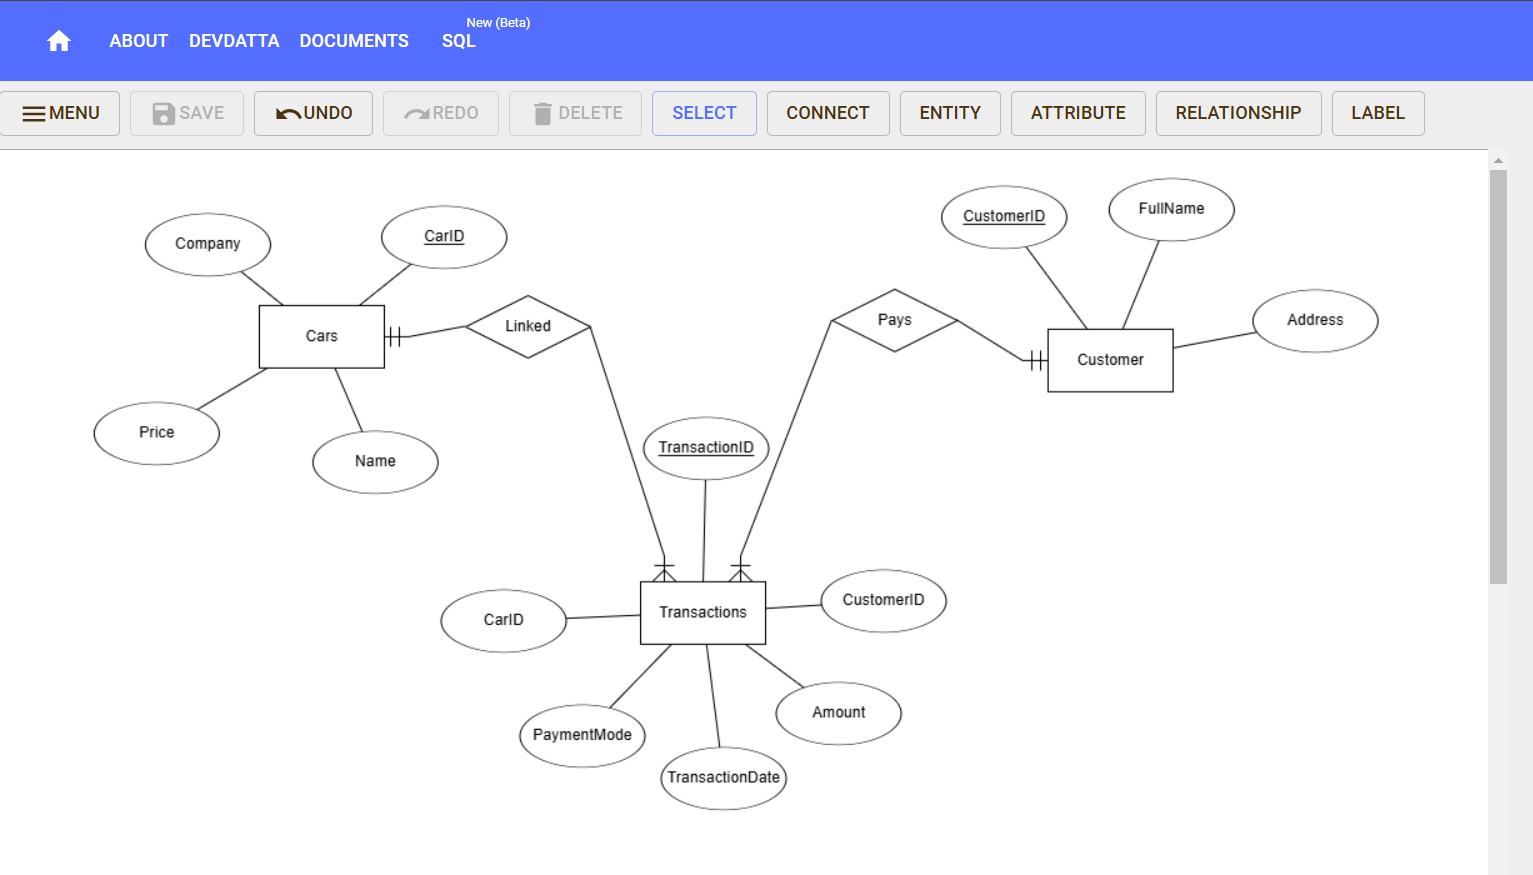 New (Beta)
ABOUT DEVDATTA DOCUMENTS SQL
MENU SAVE UNDO REDO DELETE SELECT CONNECT ENTITY ATTRIBUTE RELATIONSHIP LABEL
Company
CarID
CustomerID
FullName
Cars
Linked
Pays
Address
Customer
Price
Name
TransactionID
CarID
Transactions
CustomerID
PaymentMode
Amount
TransactionDate